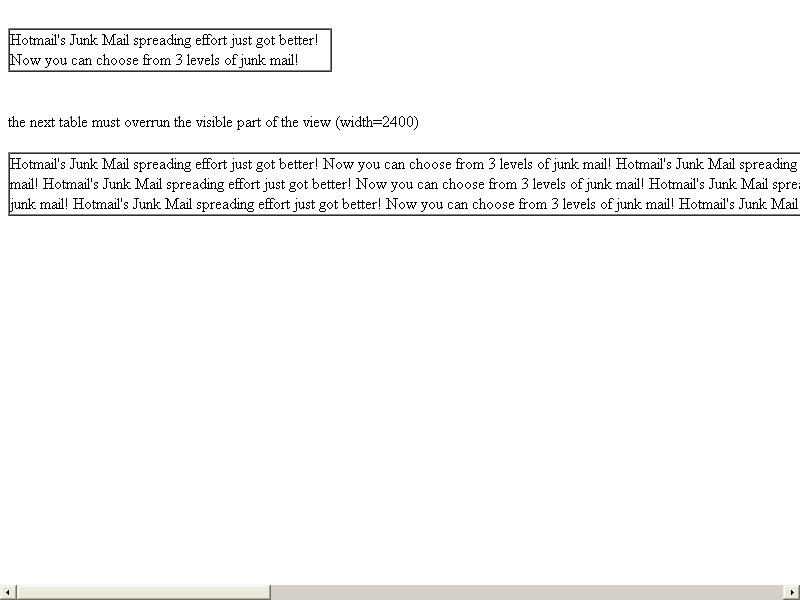 Hotmail's Junk Mail spreading effort just got better!
Now you can choose from 3 levels of junk mail!
the next table must overrun the visible part of the view (width=2400)
Hotmail's Junk Mail spreading effort just got better! Now you can choose from 3 levels of junk mail! Hotmail's Junk Mail spreading
mail! Hotmail's Junk Mail spreading effort just got better! Now you can choose from 3 levels of junk mail! Hotmail's Junk Mail sprea
junk mail! Hotmail's Junk Mail spreading effort just got better! Now you can choose from 3 levels of junk mail! Hotmail's Junk Mail